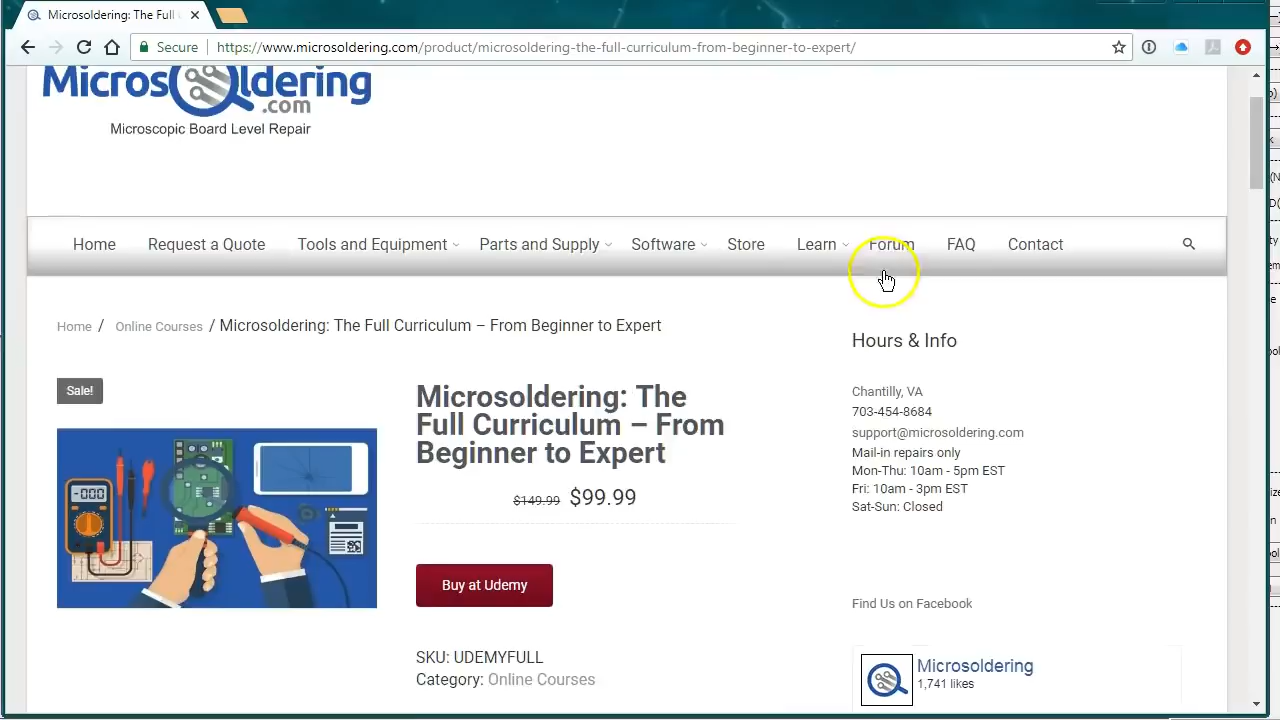 Microsoldering: The Full
Secure
https://www.microsoldering.com/product/microsoldering-the-full-curriculum-from-beginner-to-expert/
Microsoldering
.com
Microscopic Board Level Repair
Home Request a Quote Tools and Equipment Parts and Supply Software Store Learn Forum FAQ Contact
Home / Online Courses / Microsoldering: The Full Curriculum – From Beginner to Expert
Sale!
-000
Microsoldering: The
Full Curriculum – From
Beginner to Expert
$149.99 $99.99
Buy at Udemy
SKU: UDEMYFULL
Category: Online Courses
Hours & Info
Chantilly, VA
703-454-8684
support@microsoldering.com
Mail-in repairs only
Mon-Thu: 10am - 5pm EST
Fri: 10am - 3pm EST
Sat-Sun: Closed
Find Us on Facebook
Microsoldering
1,741 likes